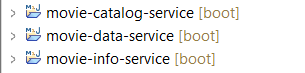 movie-catalog-service [boot]
movie-data-service [boot]
movie-info-service [boot]